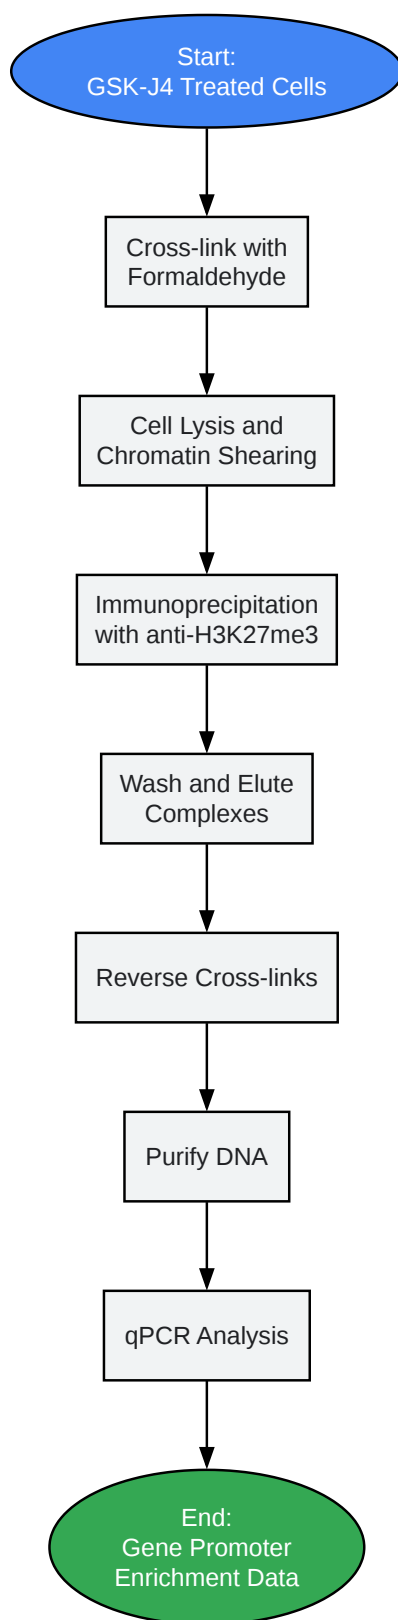 Start:
GSK-J4 Treated Cells
Cross-link with
Formaldehyde
Cell Lysis and
Chromatin Shearing
Immunoprecipitation
with anti-H3K27me3
Wash and Elute
Complexes
Reverse Cross-links
Purify DNA
qPCR Analysis
End:
Gene Promoter
Enrichment Data